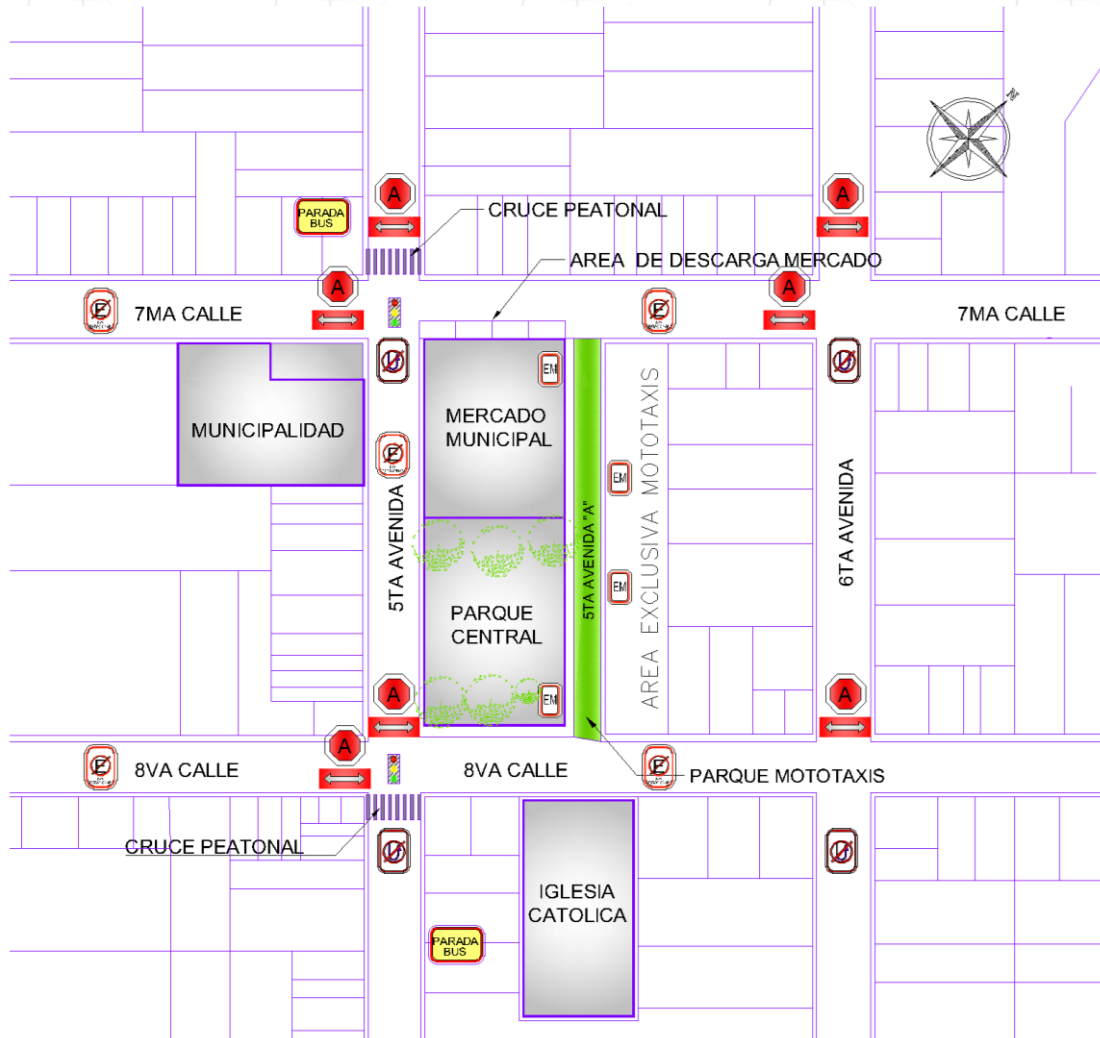 A
A
PARADA
BUS
CRUCE PEATONAL
AREA DE DESCARGA MERCADO
A
A
E
7MA CALLE
E
7MA CALLE
MUNICIPALIDAD
MERCADO
MUNICIPAL
EM
E
5TA AVENIDA
PARQUE
CENTRAL
EM
5TA AVENIDA "A"
EM
EM
AREA EXCLUSIVA MOTOTAXIS
6TA AVENIDA
A
A
A
E
8VA CALLE
8VA CALLE
E
PARQUE MOTOTAXIS
CRUCE PEATONAL
IGLESIA
CATOLICA
PARADA
BUS